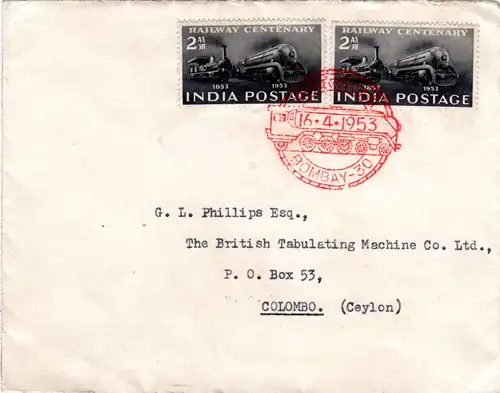 RAILWAY CENTENARY
2 AS
1853 1953
INDIA POSTAGE
RAILWAY CENTENARY
2 AS
1853 1953
INDIA POSTAGE
16·4·1953
BOMBAY-30
G. L. Phillips Esq.,
The British Tabulating Machine Co. Ltd.,
P. O. Box 53,
COLOMBO. (Ceylon)